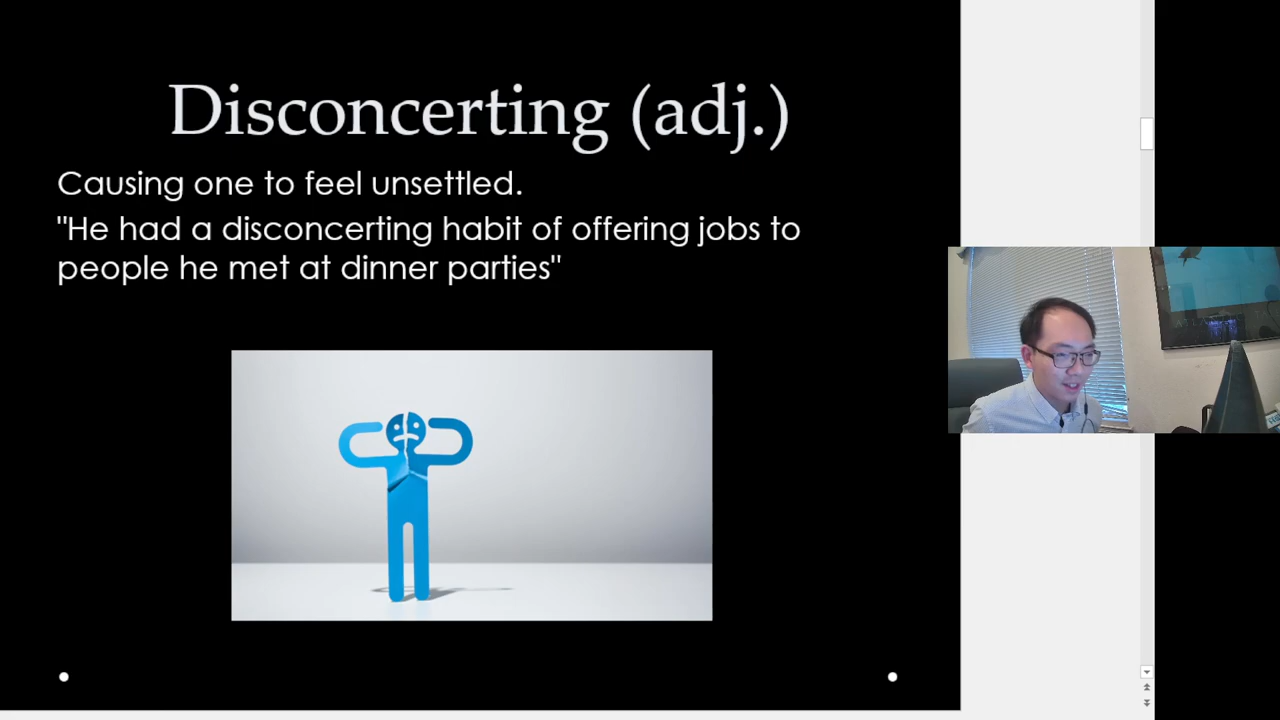 Disconcerting (adj.)
Causing one to feel unsettled.
"He had a disconcerting habit of offering jobs to
people he met at dinner parties"